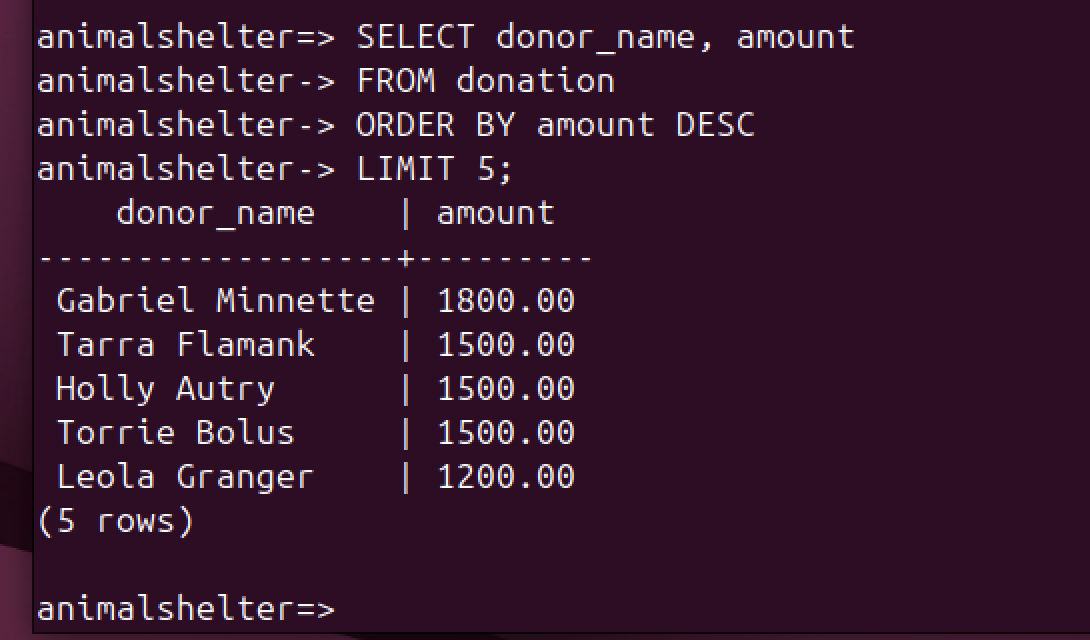 animalshelter=> SELECT donor_name, amount
animalshelter-> FROM donation
animalshelter-> ORDER BY amount DESC
animalshelter-> LIMIT 5;
    donor_name    | amount
------------------+---------
 Gabriel Minnette | 1800.00
 Tarra Flamank    | 1500.00
 Holly Autry      | 1500.00
 Torrie Bolus     | 1500.00
 Leola Granger    | 1200.00
(5 rows)
animalshelter=>